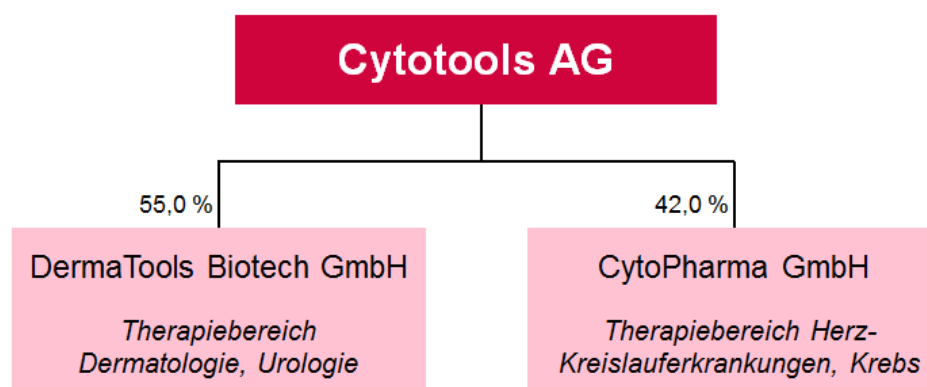 Cytotools AG
55,0 %
42,0 %
DermaTools Biotech GmbH
Therapiebereich
Dermatologie, Urologie
CytoPharma GmbH
Therapiebereich Herz-
Kreislauferkrankungen, Krebs